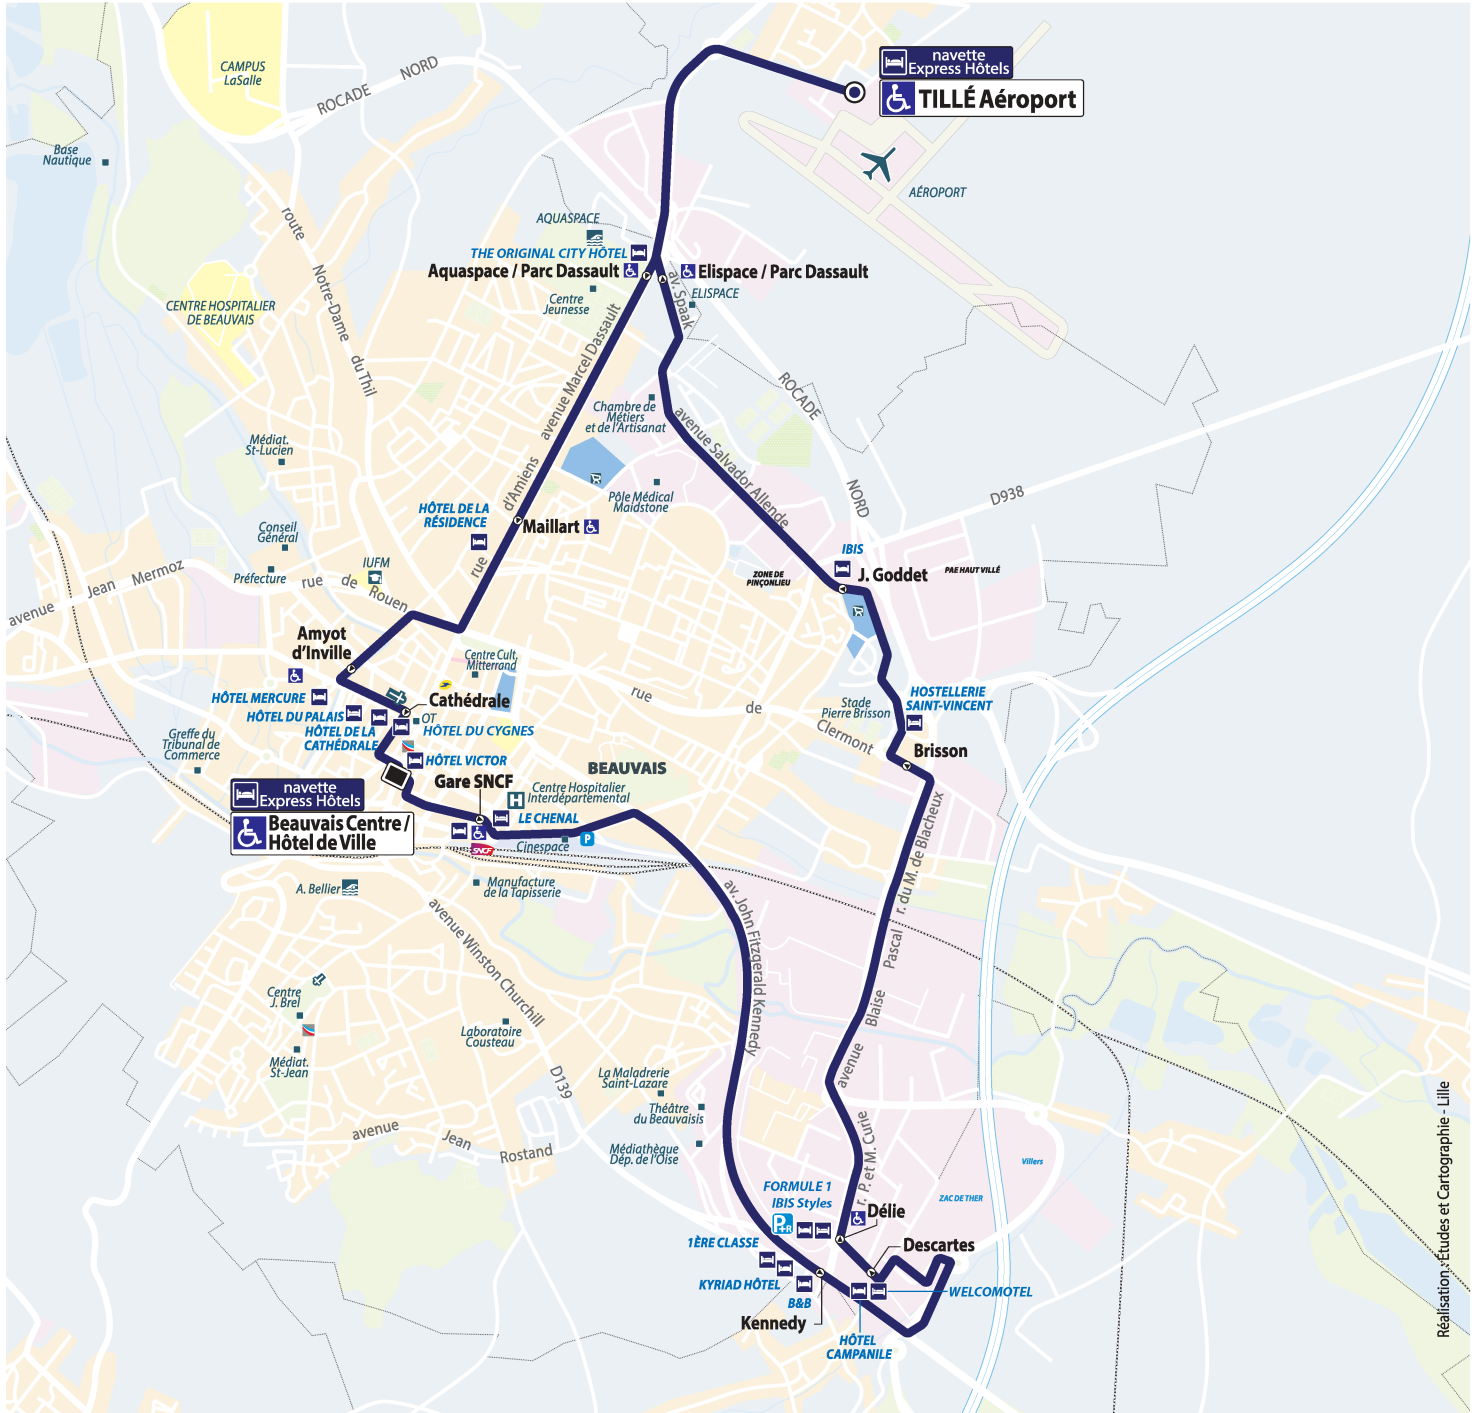 navette
Express Hôtels
TILLÉ Aéroport
CAMPUS
LaSalle
ROCADE NORD
Base
Nautique
AÉROPORT
route Notre-Dame du Thil
AQUASPACE
THE ORIGINAL CITY HÔTEL
Aquaspace / Parc Dassault
Elispace / Parc Dassault
ELISPACE
av. Spaak
Centre
Jeunesse
CENTRE HOSPITALIER
DE BEAUVAIS
avenue Marcel Dassault
ROCADE NORD
Chambre de
Métiers
et de l'Artisanat
avenue Salvador Allende
Médiat.
St-Lucien
rue d'Amiens
Pôle Médical
Maidstone
D938
HÔTEL DE LA
RÉSIDENCE
Maillart
Conseil
Général
IBIS
J. Goddet
ZONE DE
PINÇONLIEU
PAE HAUT VILLÉ
IUFM
Préfecture
avenue Jean Mermoz
rue de Rouen
Amyot
d'Inville
Centre Cult.
Mitterrand
HÔTEL MERCURE
HÔTEL DU PALAIS
HÔTEL DE LA
CATHÉDRALE
Cathédrale
OT
HÔTEL DU CYGNES
HÔTEL VICTOR
rue de Clermont
Stade
Pierre Brisson
HOSTELLERIE
SAINT-VINCENT
Brisson
Greffe du
Tribunal de
Commerce
BEAUVAIS
Gare SNCF
H
Centre Hospitalier
Interdépartemental
navette
Express Hôtels
Beauvais Centre /
Hôtel de Ville
LE CHENAL
SNCF
Cinespace
P
r. du M. de Blacheux
A. Bellier
Manufacture
de la Tapisserie
avenue Winston Churchill
av. John Fitzgerald Kennedy
avenue Blaise Pascal
Centre
J. Brel
Médiat.
St-Jean
Laboratoire
Cousteau
D139
La Maladrerie
Saint-Lazare
Théâtre
du Beauvaisis
Médiathèque
Dép. de l'Oise
avenue Jean Rostand
r. P. et M. Curie
Villers
ZAC DE THER
FORMULE 1
IBIS Styles
P+R
Délie
1ÈRE CLASSE
Descartes
KYRIAD HÔTEL
B&B
WELCOMOTEL
Kennedy
HÔTEL
CAMPANILE
Réalisation : Etudes et Cartographie - Lille